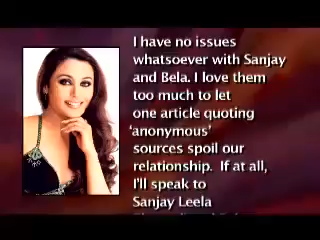 I have no issues
whatsoever with Sanjay
and Bela. I love them
too much to let
one article quoting
'anonymous'
sources spoil our
relationship.  If at all,
I'll speak to
Sanjay Leela